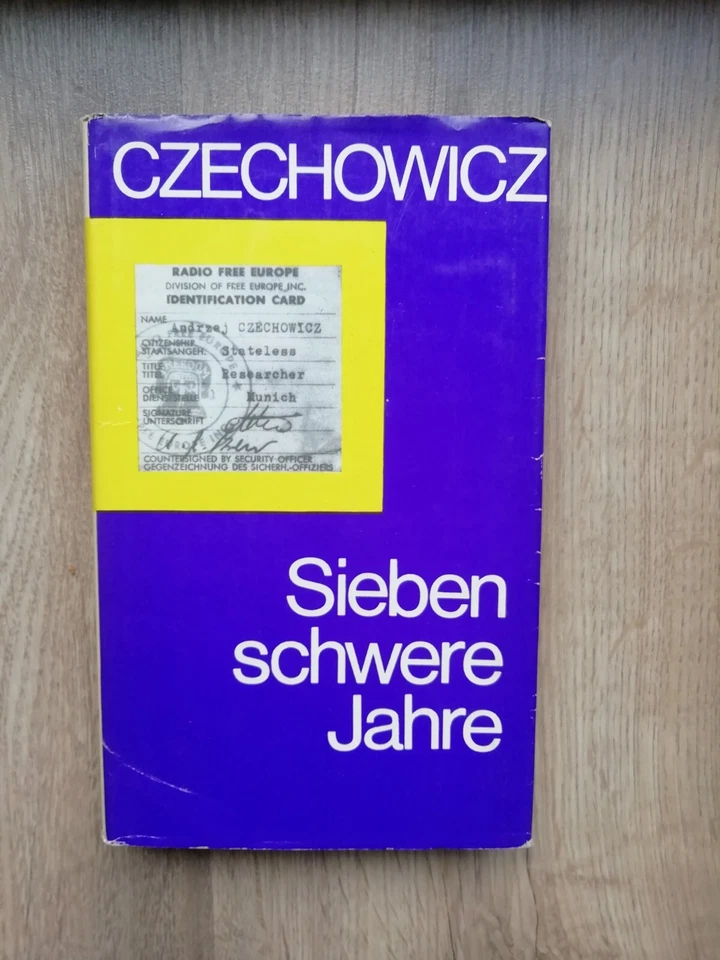 CZECHOWICZ
RADIO FREE EUROPE
DIVISION OF FREE EUROPE, INC.
IDENTIFICATION CARD
NAME Andrzej CZECHOWICZ
CITIZENSHIP
STAATSANGEH. Stateless
TITLE
TITEL Researcher
OFFICE
DIENSTSTELLE Munich
SIGNATURE
UNTERSCHRIFT
COUNTERSIGNED BY SECURITY OFFICER
GEGENZEICHNUNG DES SICHERH.-OFFIZIERS
Sieben
schwere
Jahre